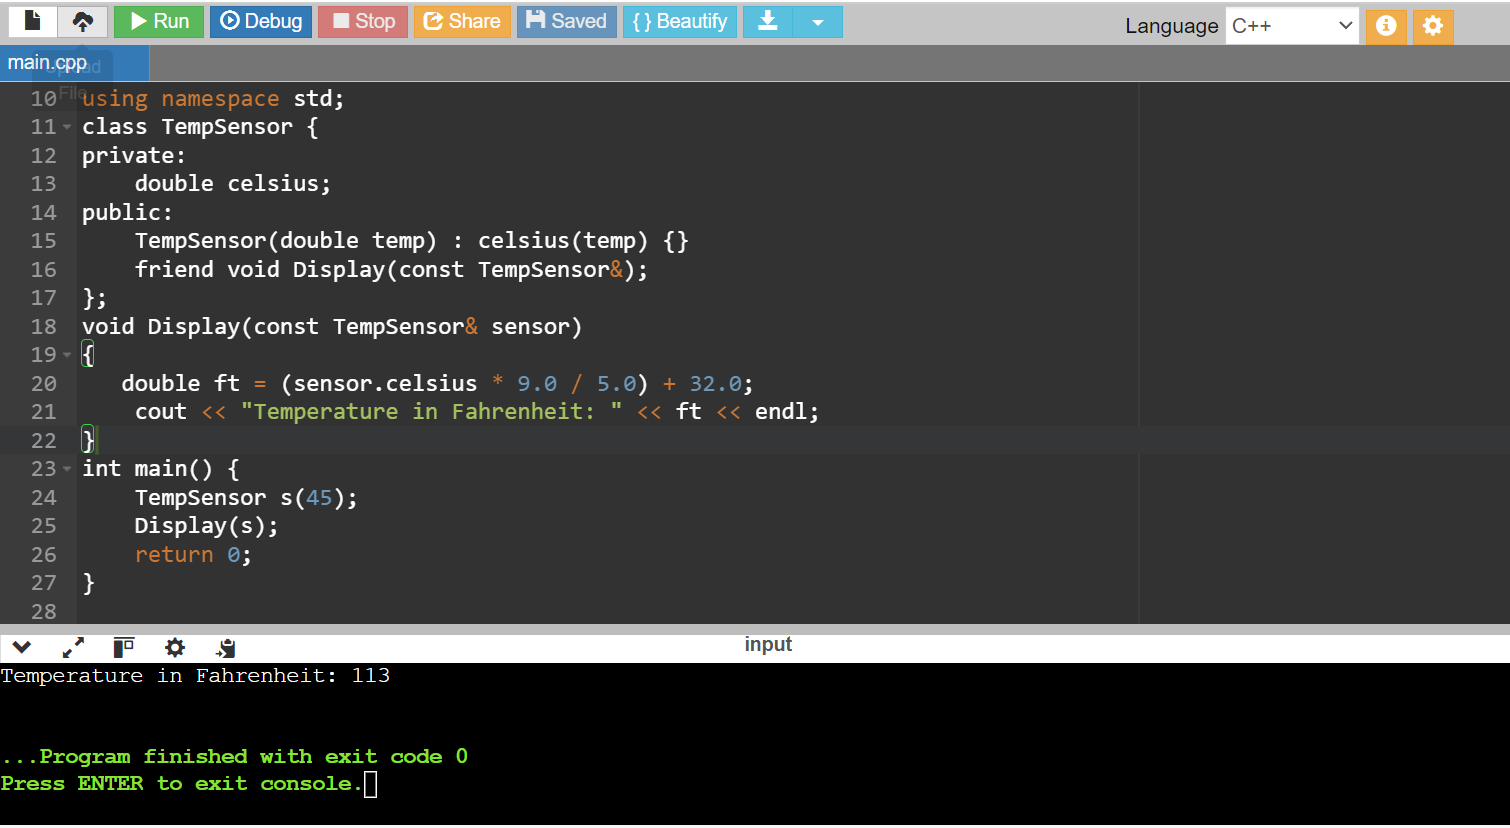 Run Debug Stop Share Saved {} Beautify Language C++
main.cpp
Upload
File
10 using namespace std;
11 class TempSensor {
12 private:
13     double celsius;
14 public:
15     TempSensor(double temp) : celsius(temp) {}
16     friend void Display(const TempSensor&);
17 };
18 void Display(const TempSensor& sensor)
19 {
20    double ft = (sensor.celsius * 9.0 / 5.0) + 32.0;
21     cout << "Temperature in Fahrenheit: " << ft << endl;
22 }
23 int main() {
24     TempSensor s(45);
25     Display(s);
26     return 0;
27 }
28
input
Temperature in Fahrenheit: 113
...Program finished with exit code 0
Press ENTER to exit console.